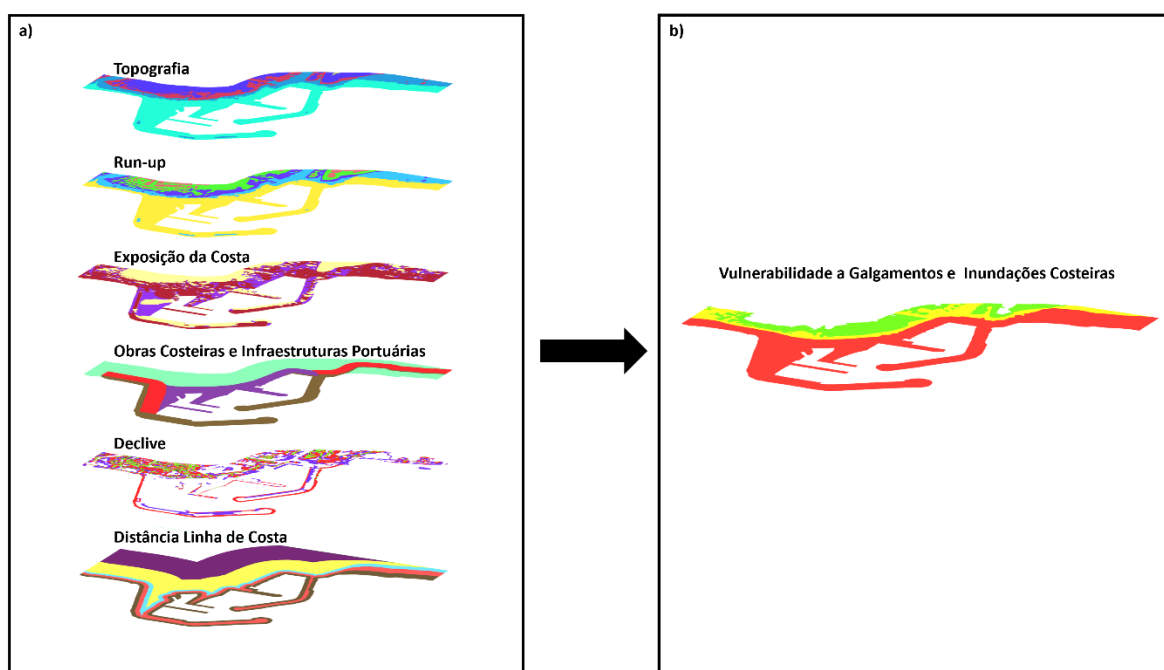 a)
Topografia
Run-up
Exposição da Costa
Obras Costeiras e Infraestruturas Portuárias
Declive
Distância Linha de Costa
b)
Vulnerabilidade a Galgamentos e Inundações Costeiras